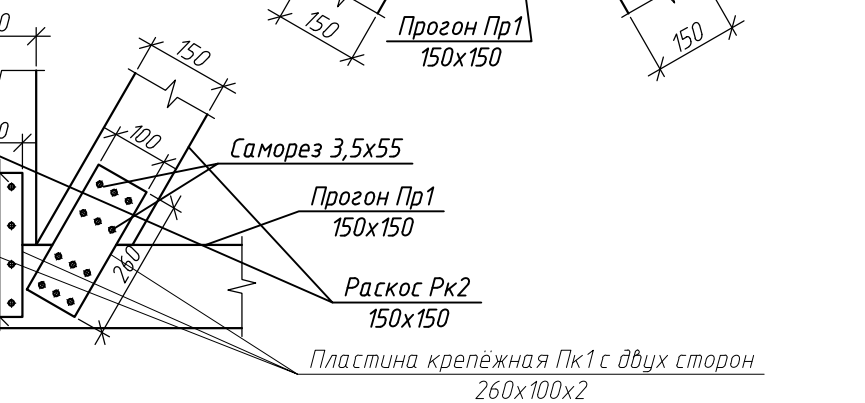 150
Прогон Пр1
150х150
150
150
100
Саморез 3,5х55
Прогон Пр1
150х150
260
Раскос Рк2
150х150
Пластина крепёжная Пк1 с двух сторон
260х100х2